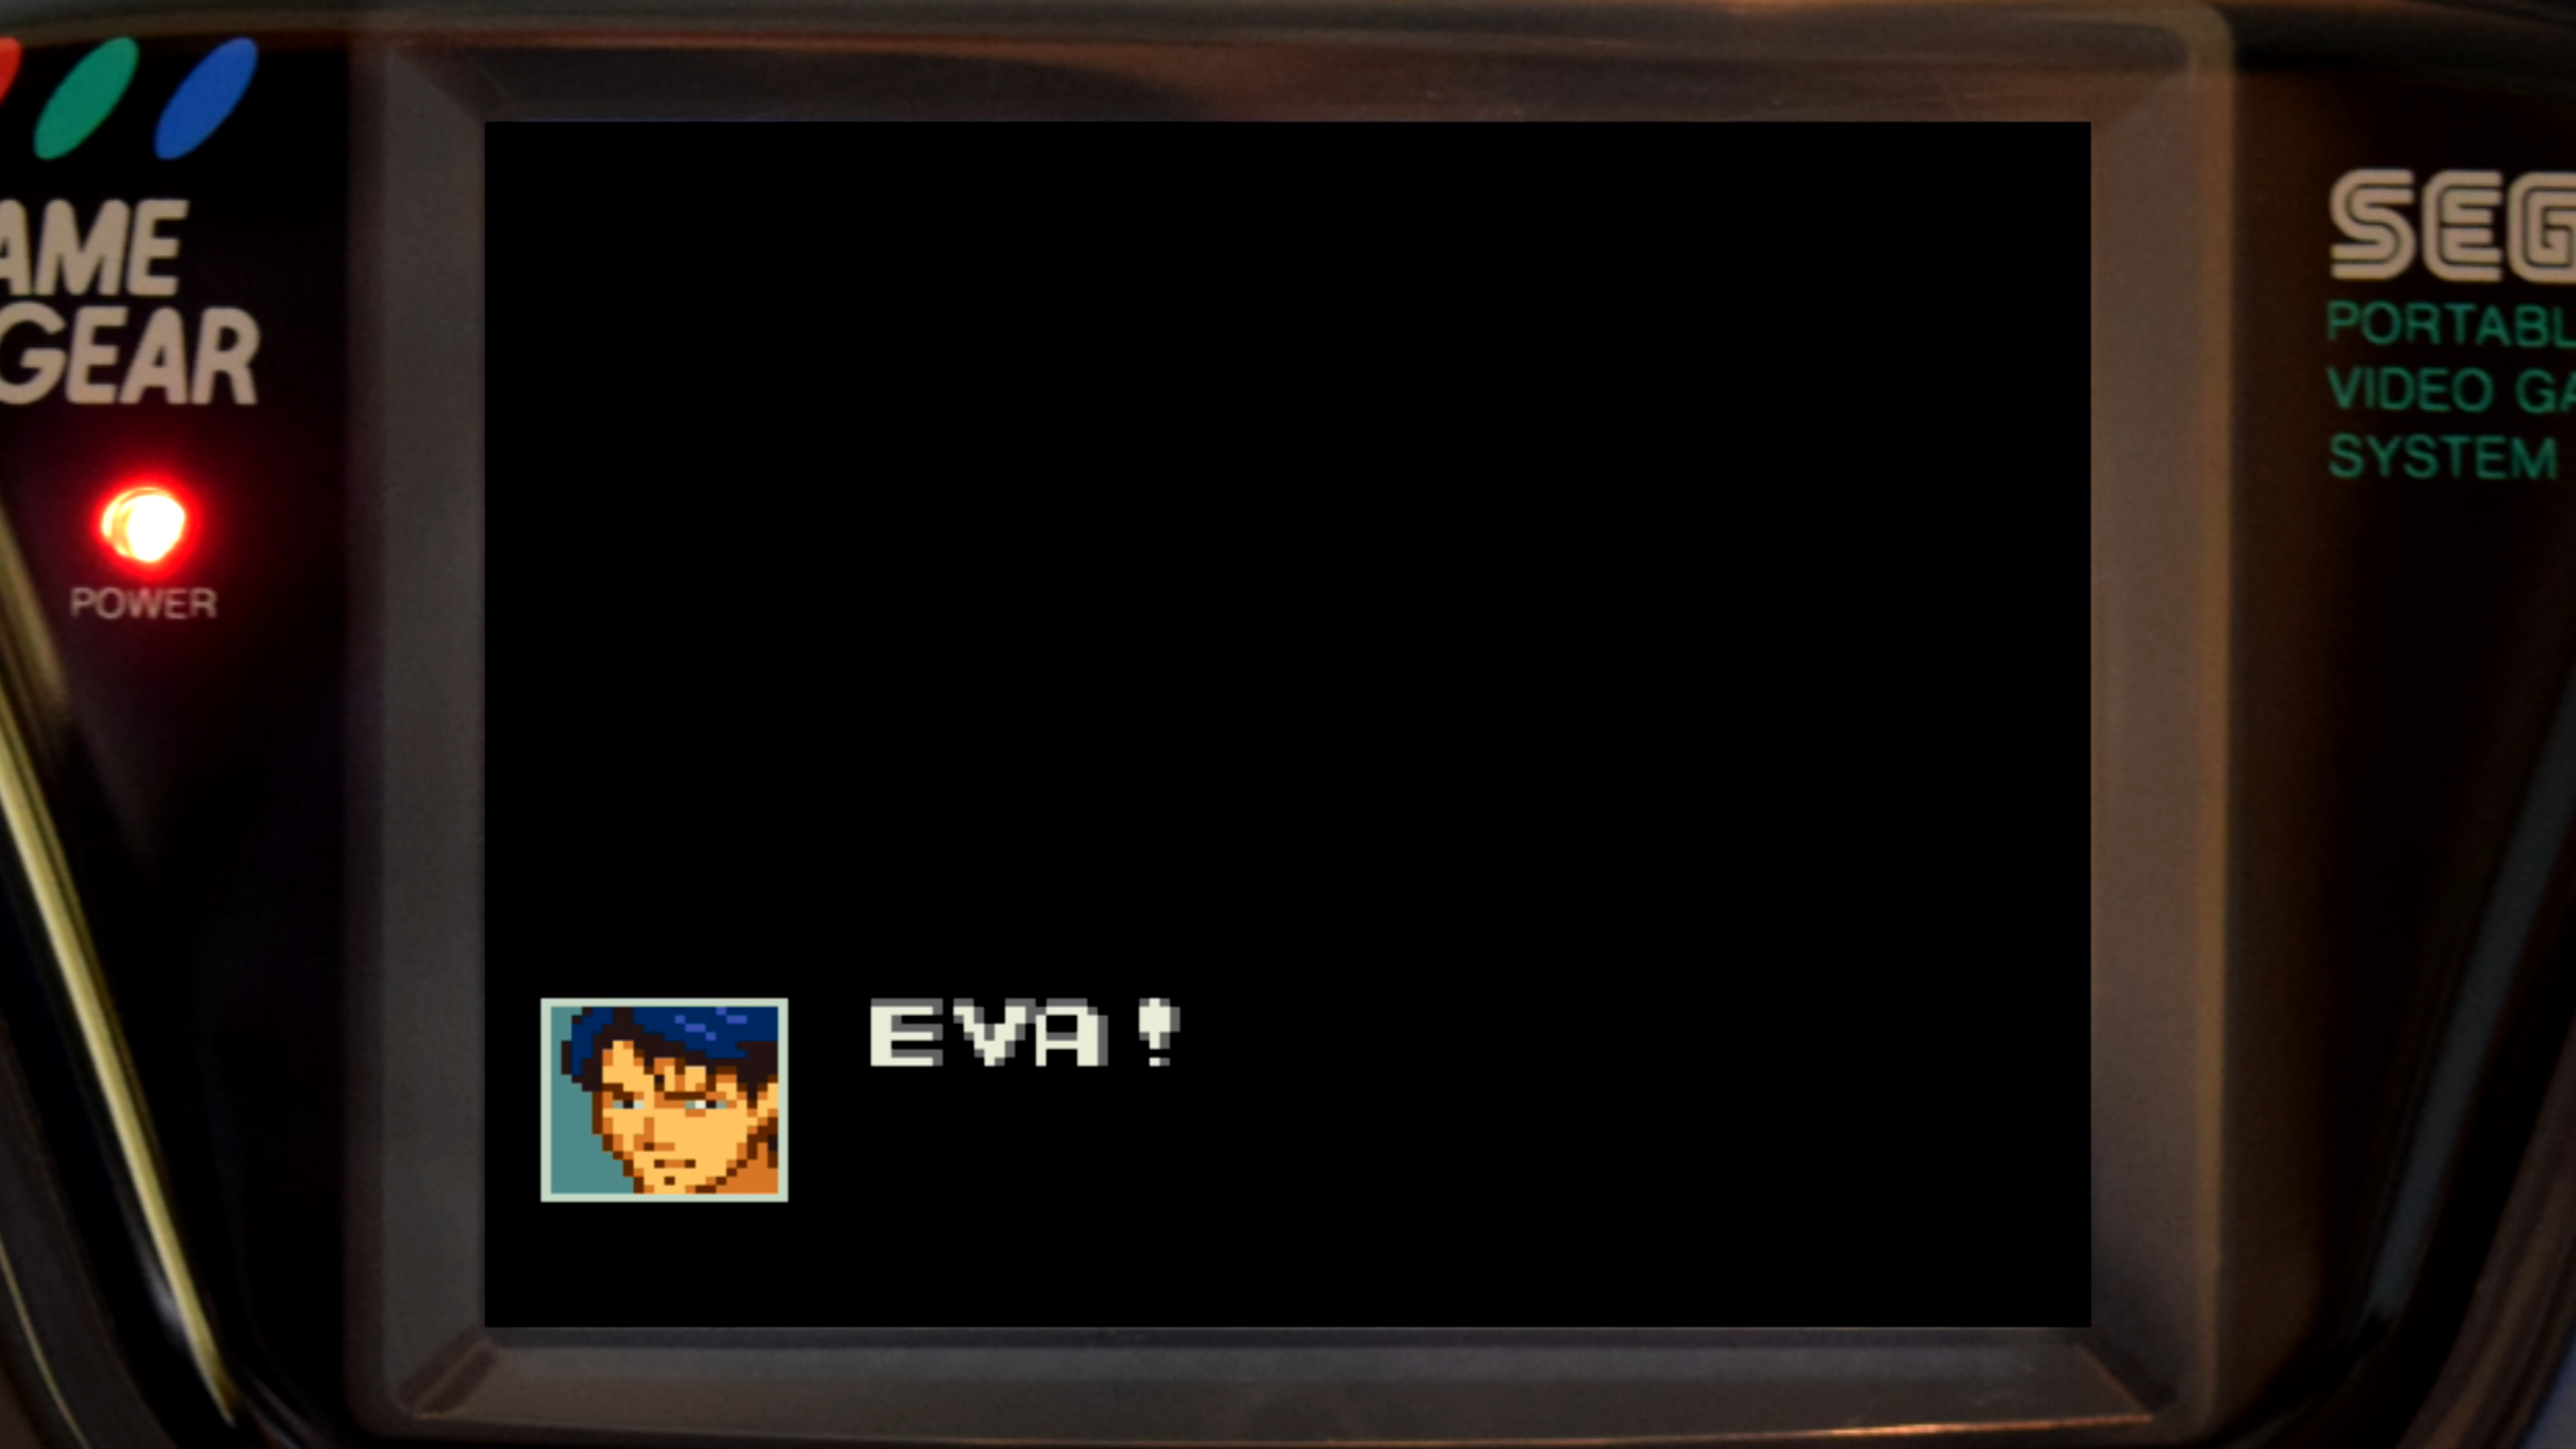 AME
GEAR
POWER
EVA!
SEG
PORTABL
VIDEO GA
SYSTEM